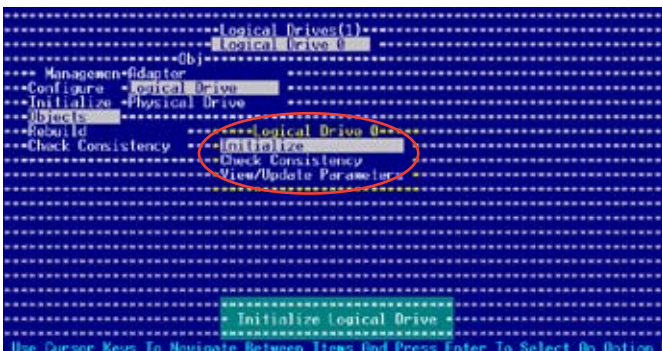 Logical Drives(1)
Logical Drive 0
Obj
Managemen Adapter
Configure Logical Drive
Initialize Physical Drive
Objects
Rebuild Logical Drive 0
Check Consistency Initialize
Check Consistency
View/Update Parameters
Initialize Logical Drive
Use Cursor Keys To Navigate Between Items And Press Enter To Select An Option